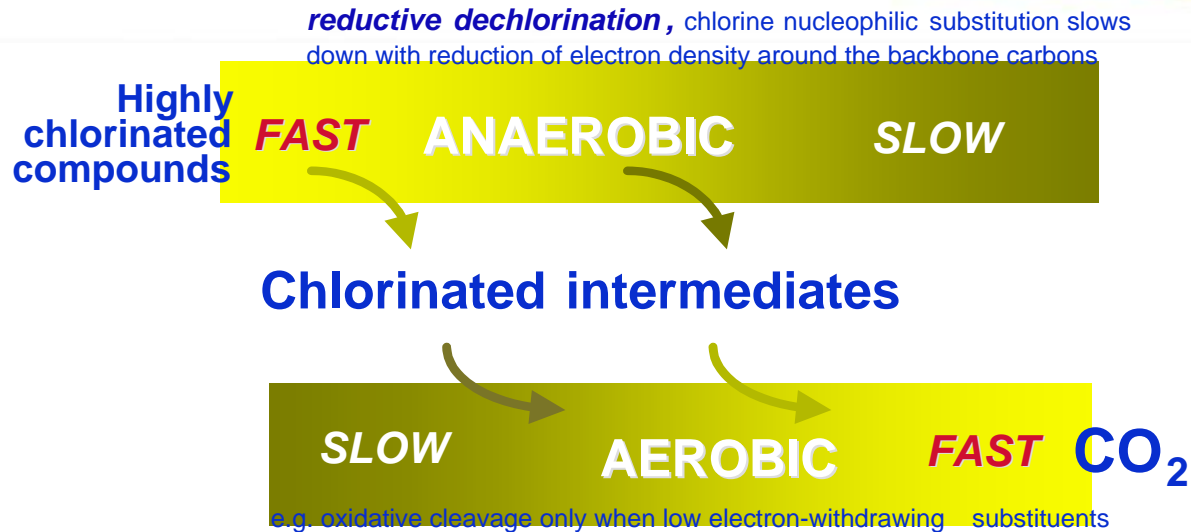 reductive dechlorination, chlorine nucleophilic substitution slows
down with reduction of electron density around the backbone carbons
Highly
chlorinated
compounds
FAST ANAEROBIC SLOW
Chlorinated intermediates
SLOW AEROBIC FAST CO₂
e.g. oxidative cleavage only when low electron-withdrawing substituents